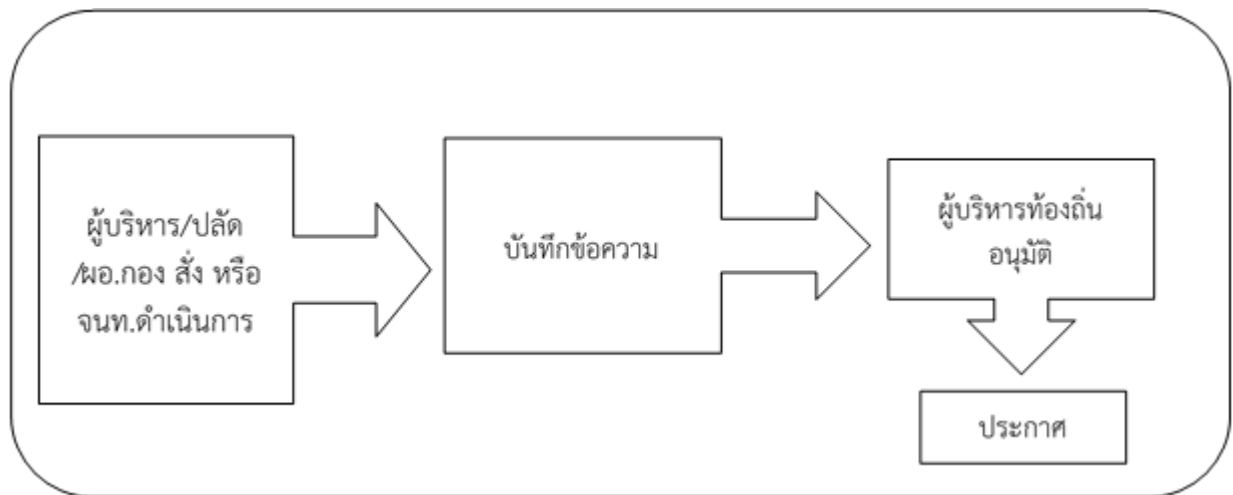 ผู้บริหาร/ปลัด
/ผอ.กอง สั่ง หรือ
จนท.ดำเนินการ
บันทึกข้อความ
ผู้บริหารท้องถิ่น
อนุมัติ
ประกาศ